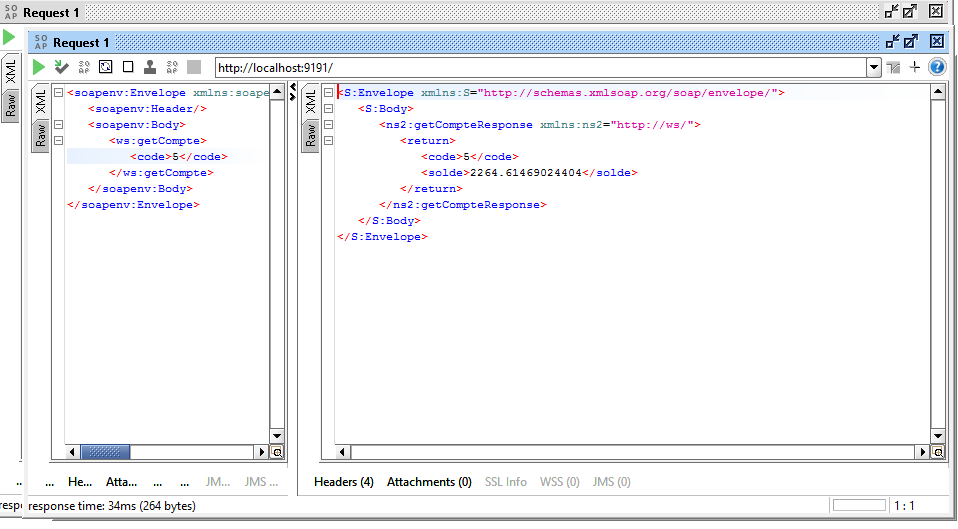 SO AP Request 1
SO AP Request 1
http://localhost:9191/
XML
Raw
XML
Raw
<soapenv:Envelope xmlns:soape
<soapenv:Header/>
<soapenv:Body>
<ws:getCompte>
<code>5</code>
</ws:getCompte>
</soapenv:Body>
</soapenv:Envelope>
XML
Raw
<S:Envelope xmlns:S="http://schemas.xmlsoap.org/soap/envelope/">
<S:Body>
<ns2:getCompteResponse xmlns:ns2="http://ws/">
<return>
<code>5</code>
<solde>2264.61469024404</solde>
</return>
</ns2:getCompteResponse>
</S:Body>
</S:Envelope>
... ... He... Atta... ... ... JM... JMS ...
Headers (4) Attachments (0) SSL Info WSS (0) JMS (0)
resp response time: 34ms (264 bytes) 1 : 1